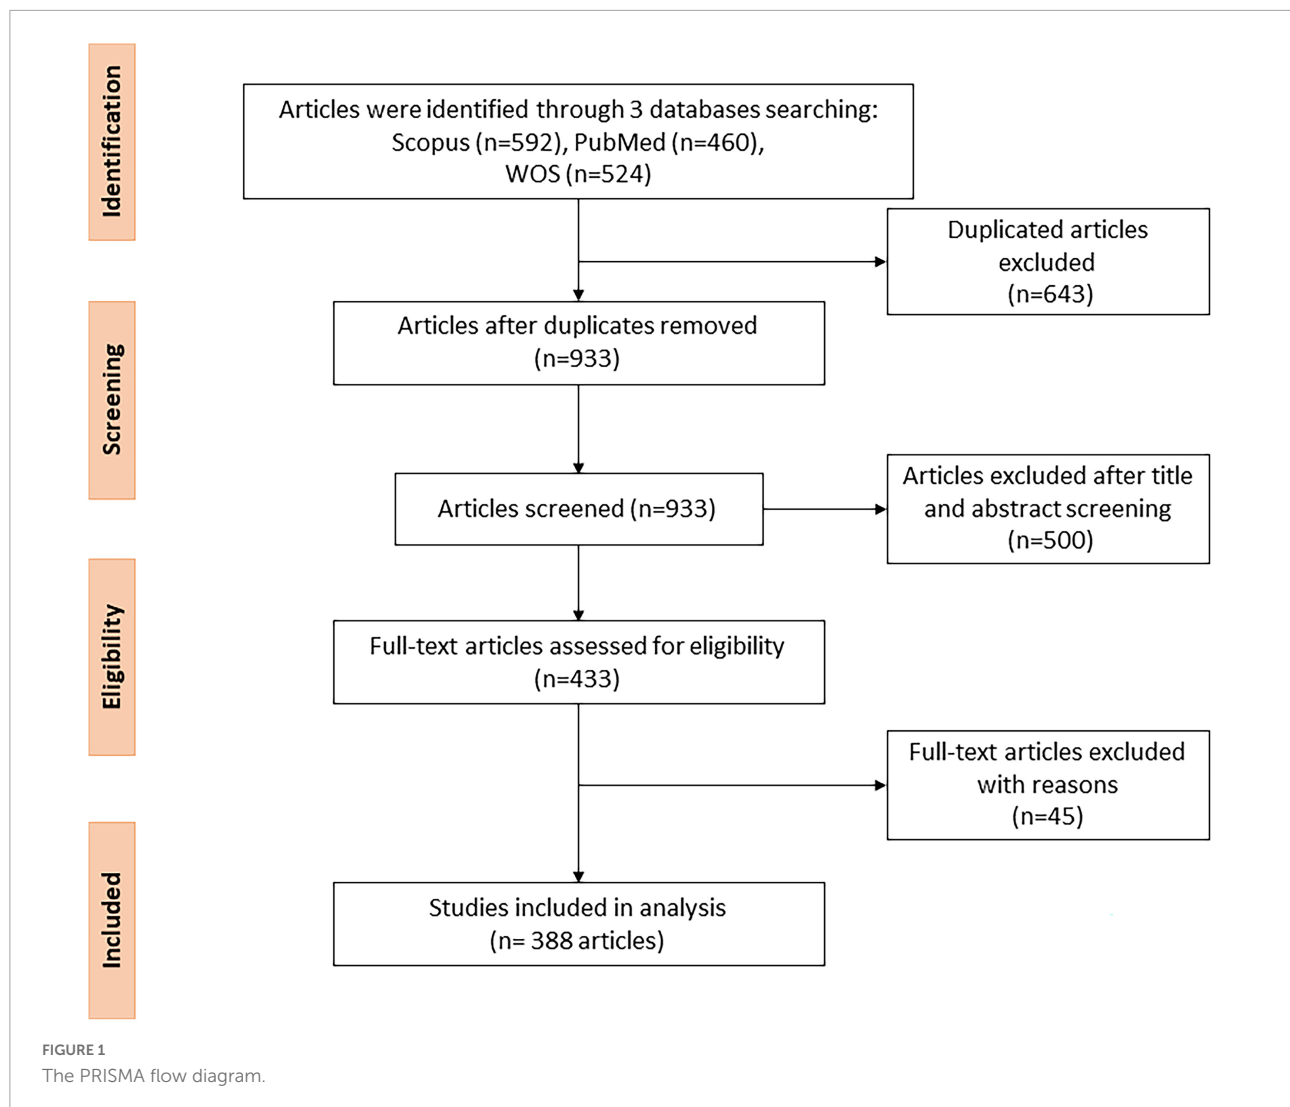 Identification
Articles were identified through 3 databases searching:
Scopus (n=592), PubMed (n=460),
WOS (n=524)
Duplicated articles
excluded
(n=643)
Screening
Articles after duplicates removed
(n=933)
Articles screened (n=933)
Articles excluded after title
and abstract screening
(n=500)
Eligibility
Full-text articles assessed for eligibility
(n=433)
Full-text articles excluded
with reasons
(n=45)
Included
Studies included in analysis
(n= 388 articles)
FIGURE 1
The PRISMA flow diagram.